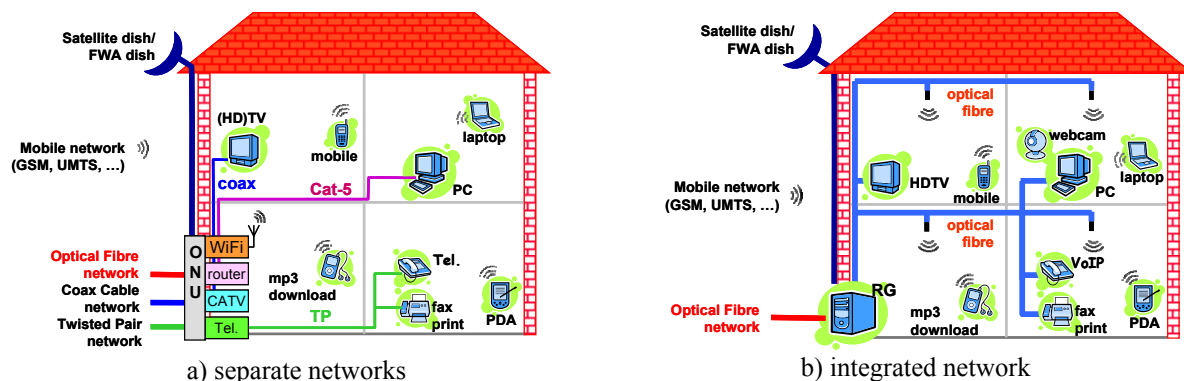 Satellite dish/
FWA dish
(HD)TV
mobile
laptop
Mobile network
(GSM, UMTS, …)
coax
Cat-5
PC
ONU
WiFi
router
CATV
Tel.
Optical Fibre
network
Coax Cable
network
Twisted Pair
network
mp3
download
TP
Tel.
fax
print
PDA
a) separate networks
Satellite dish/
FWA dish
optical
fibre
webcam
HDTV
mobile
PC
laptop
Mobile network
(GSM, UMTS, …)
optical
fibre
RG
VoIP
Optical Fibre
network
mp3
download
fax
print
PDA
b) integrated network